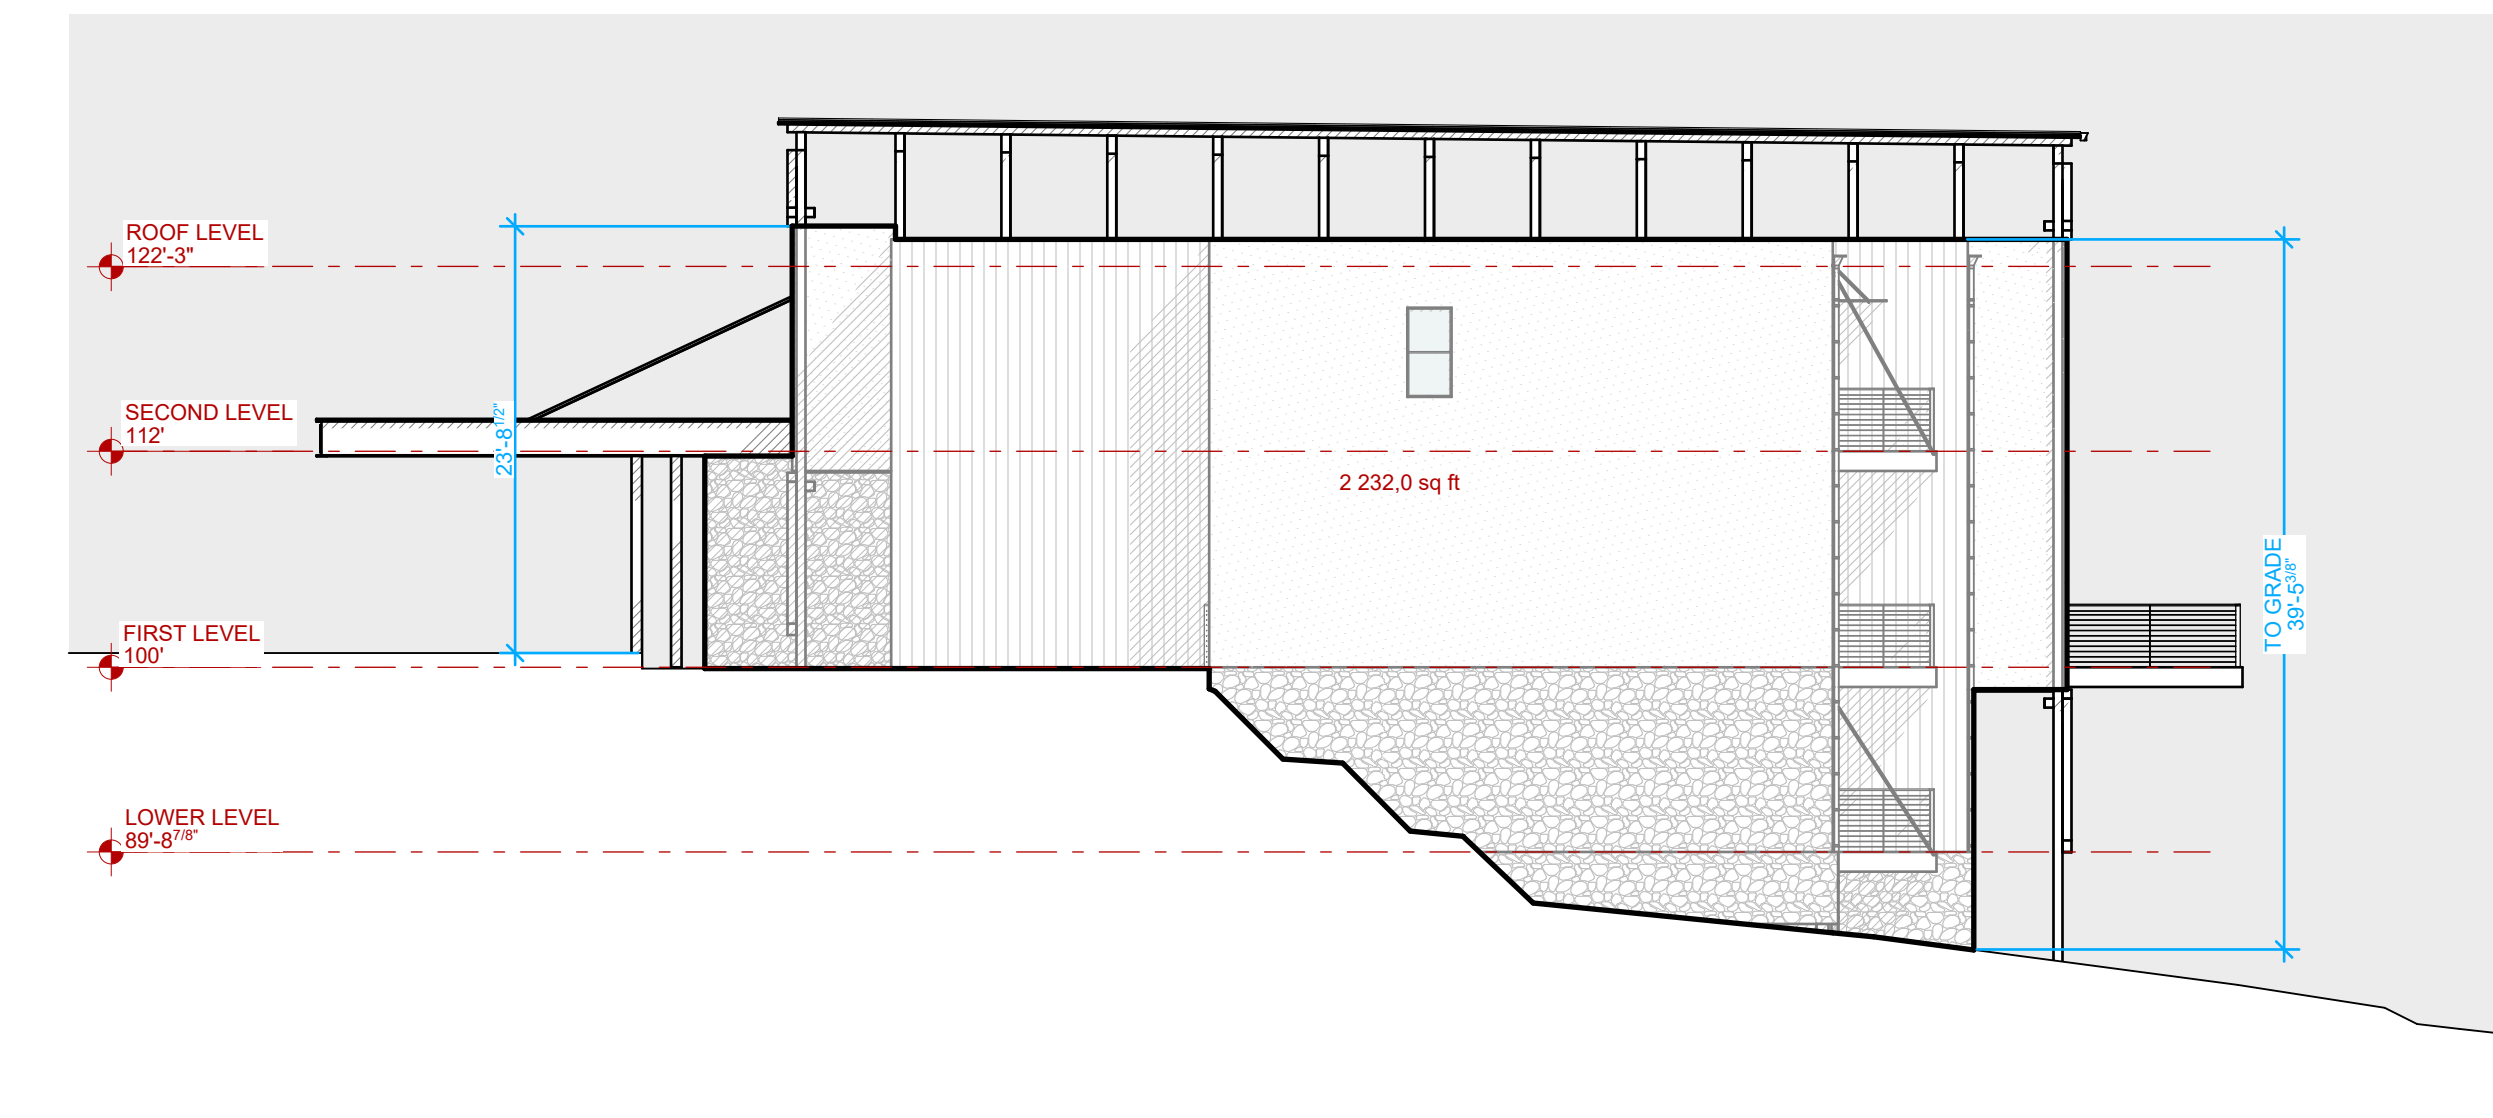 ROOF LEVEL
122'-3"
SECOND LEVEL
112'
23'-8 1/2"
2 232,0 sq ft
FIRST LEVEL
100'
TO GRADE
39'-5 3/8"
LOWER LEVEL
89'-8 7/8"